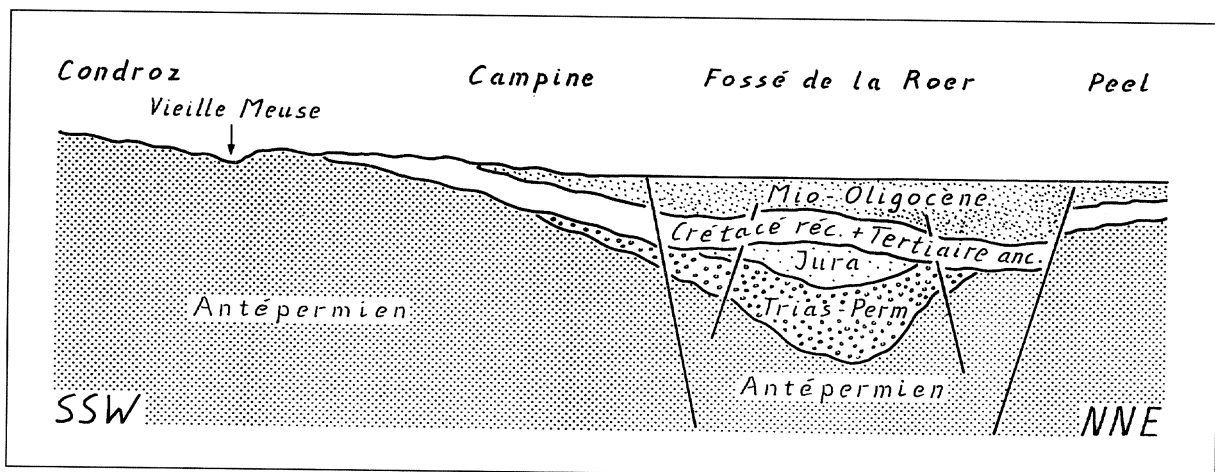 Condroz
Campine
Fossé de la Roer
Peel
Vieille Meuse
Mio-Oligocene
Crétacé réc. + Tertiaire anc.
Jura
Trias-Perm
Antépermien
Antépermien
SSW
NNE